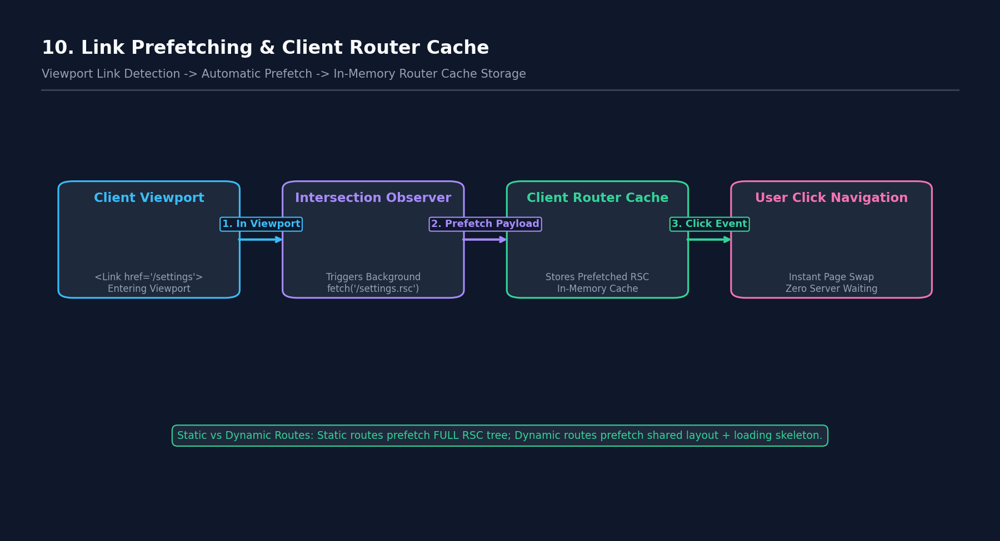 10. Link Prefetching & Client Router Cache
Viewport Link Detection -> Automatic Prefetch -> In-Memory Router Cache Storage
Client Viewport
Intersection Observer
Client Router Cache
User Click Navigation
1. In Viewport
2. Prefetch Payload
3. Click Event
<Link href='/settings'>
Entering Viewport
Triggers Background
fetch('/settings.rsc')
Stores Prefetched RSC
In-Memory Cache
Instant Page Swap
Zero Server Waiting
Static vs Dynamic Routes: Static routes prefetch FULL RSC tree; Dynamic routes prefetch shared layout + loading skeleton.